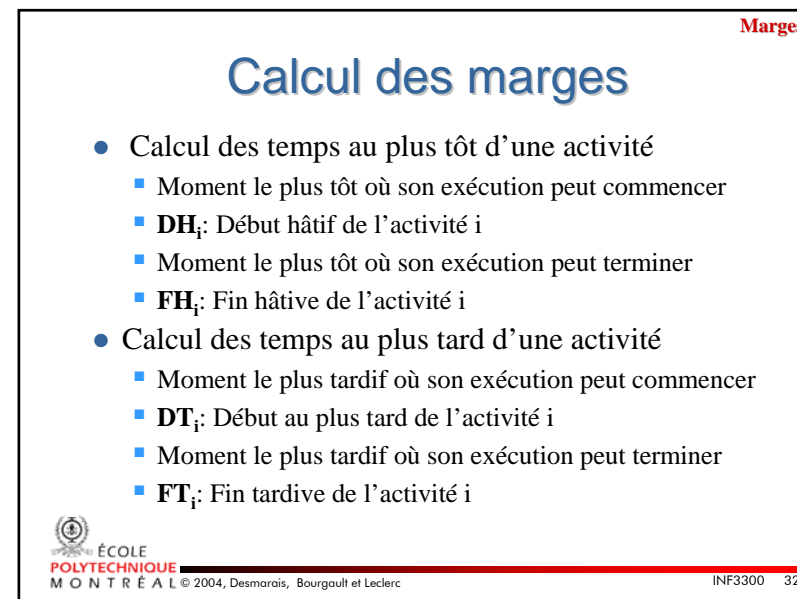 Marges
Calcul des marges
Calcul des temps au plus tôt d'une activité
Moment le plus tôt où son exécution peut commencer
DHi: Début hâtif de l'activité i
Moment le plus tôt où son exécution peut terminer
FHi: Fin hâtive de l'activité i
Calcul des temps au plus tard d'une activité
Moment le plus tardif où son exécution peut commencer
DTi: Début au plus tard de l'activité i
Moment le plus tardif où son exécution peut terminer
FTi: Fin tardive de l'activité i
ÉCOLE
POLYTECHNIQUE
MONTRÉAL © 2004, Desmarais, Bourgault et Leclerc INF3300 32